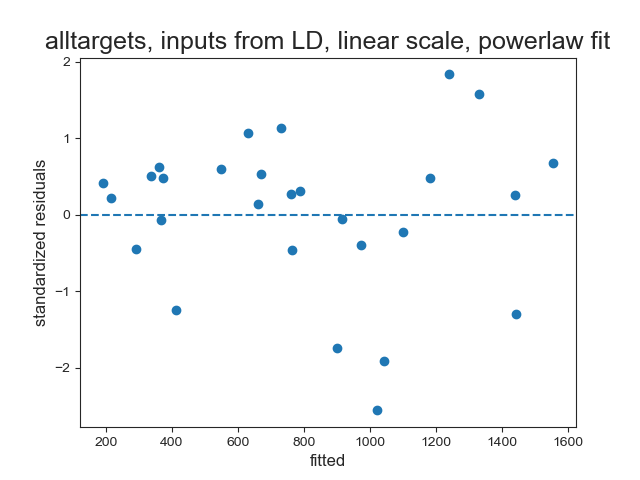 alltargets, inputs from LD, linear scale, powerlaw fit
2
1
0
−1
−2
standardized residuals
200 400 600 800 1000 1200 1400 1600
fitted